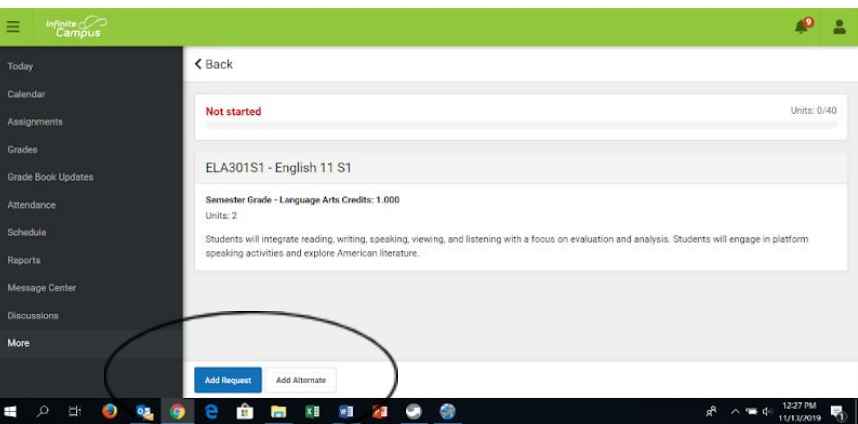 Infinite
Campus
9
Today
Calendar
Assignments
Grades
Grade Book Updates
Attendance
Schedule
Reports
Message Center
Discussions
More
Back
Not started
Units: 0/40
ELA301S1 - English 11 S1
Semester Grade - Language Arts Credits: 1.000
Units: 2
Students will integrate reading, writing, speaking, viewing, and listening with a focus on evaluation and analysis. Students will engage in platform
speaking activities and explore American literature.
Add Request
Add Alternate
12:27 PM
11/13/2019